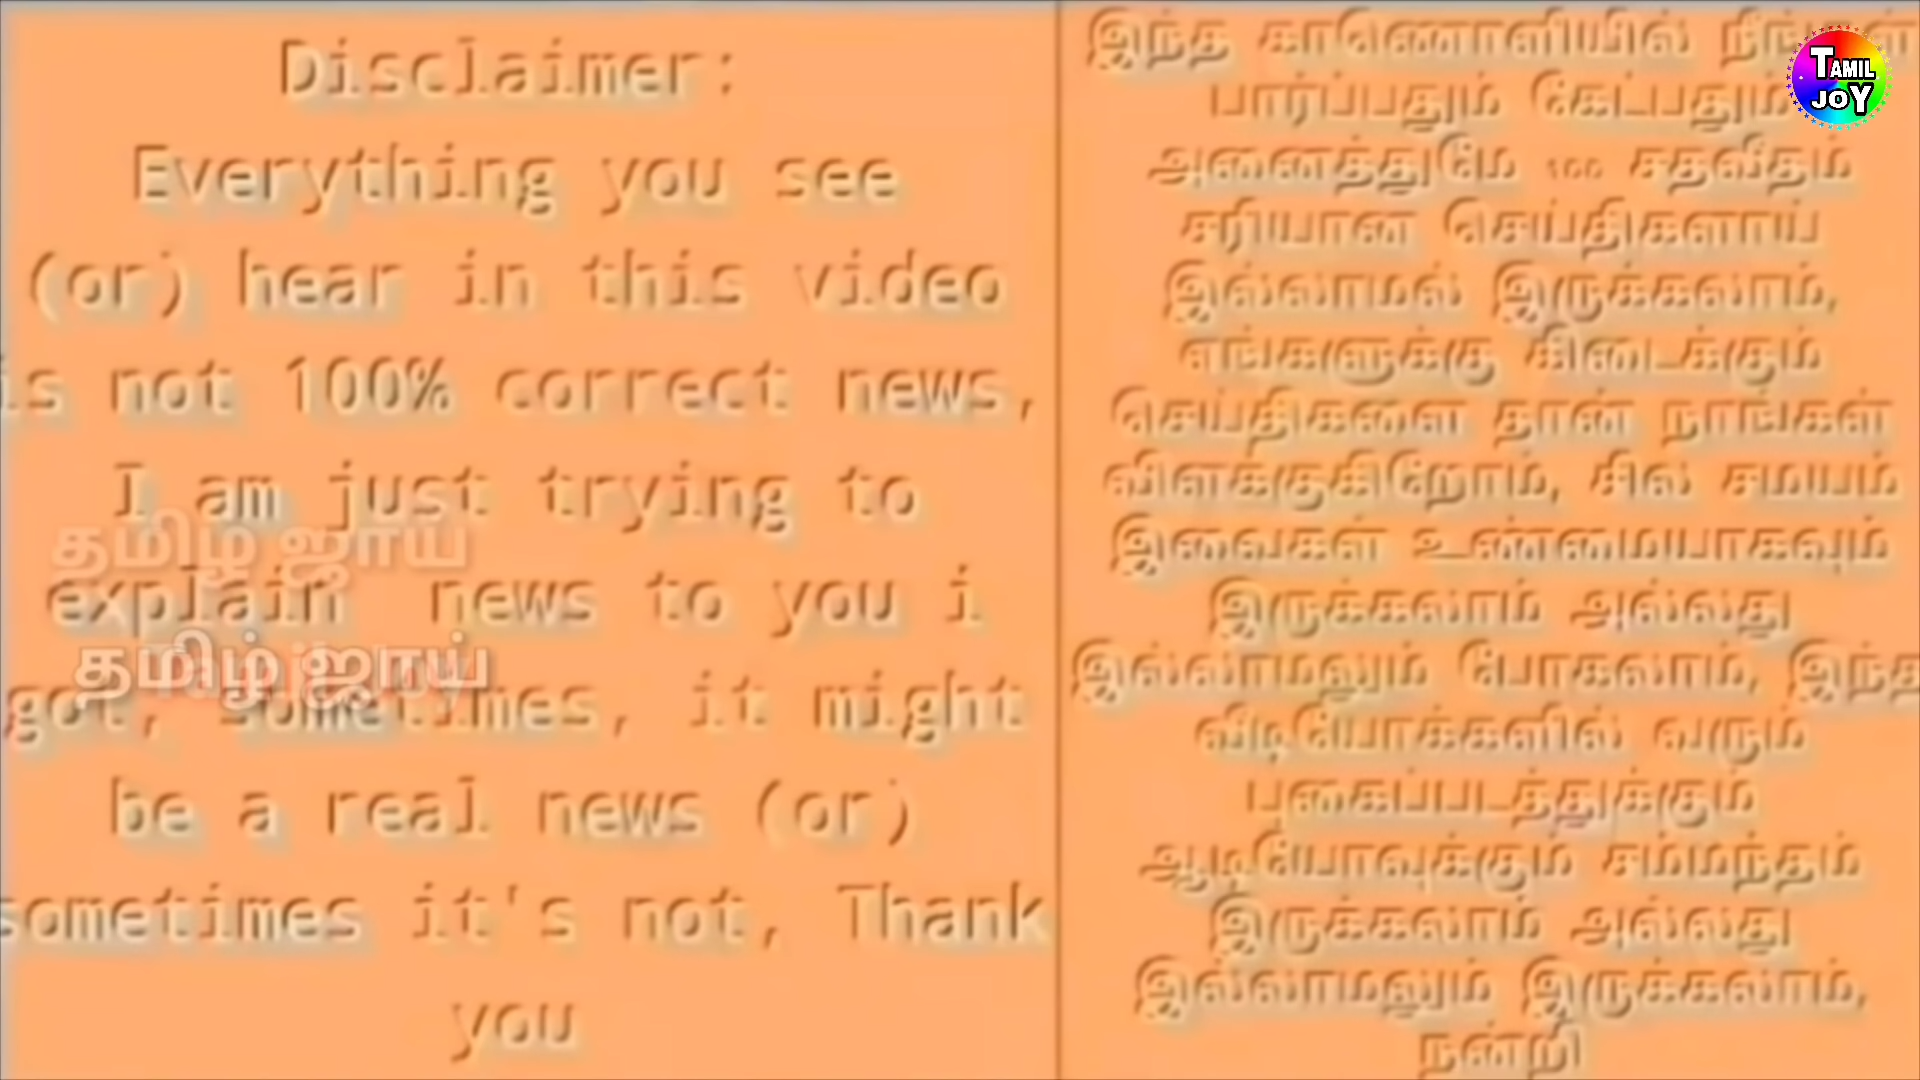 Disclaimer:
Everything you see
(or) hear in this video
is not 100% correct news,
I am just trying to
explain news to you i
got, sometimes, it might
be a real news (or)
sometimes it's not, Thank
you
தமிழ் ஜாய்
தமிழ் ஜாய்
இந்த காணொளியில் நீங்கள்
பார்ப்பதும் கேட்பதும்
அனைத்துமே 100 சதவீதம்
சரியான செய்திகளாய்
இல்லாமல் இருக்கலாம்,
எங்களுக்கு கிடைக்கும்
செய்திகளை தான் நாங்கள்
விளக்குகிறோம், சில சமயம்
இவைகள் உண்மையாகவும்
இருக்கலாம் அல்லது
இல்லாமலும் போகலாம், இந்த
வீடியோக்களில் வரும்
புகைப்படத்துக்கும்
ஆடியோவுக்கும் சம்மந்தம்
இருக்கலாம் அல்லது
இல்லாமலும் இருக்கலாம்,
நன்றி
TAMIL
JOY